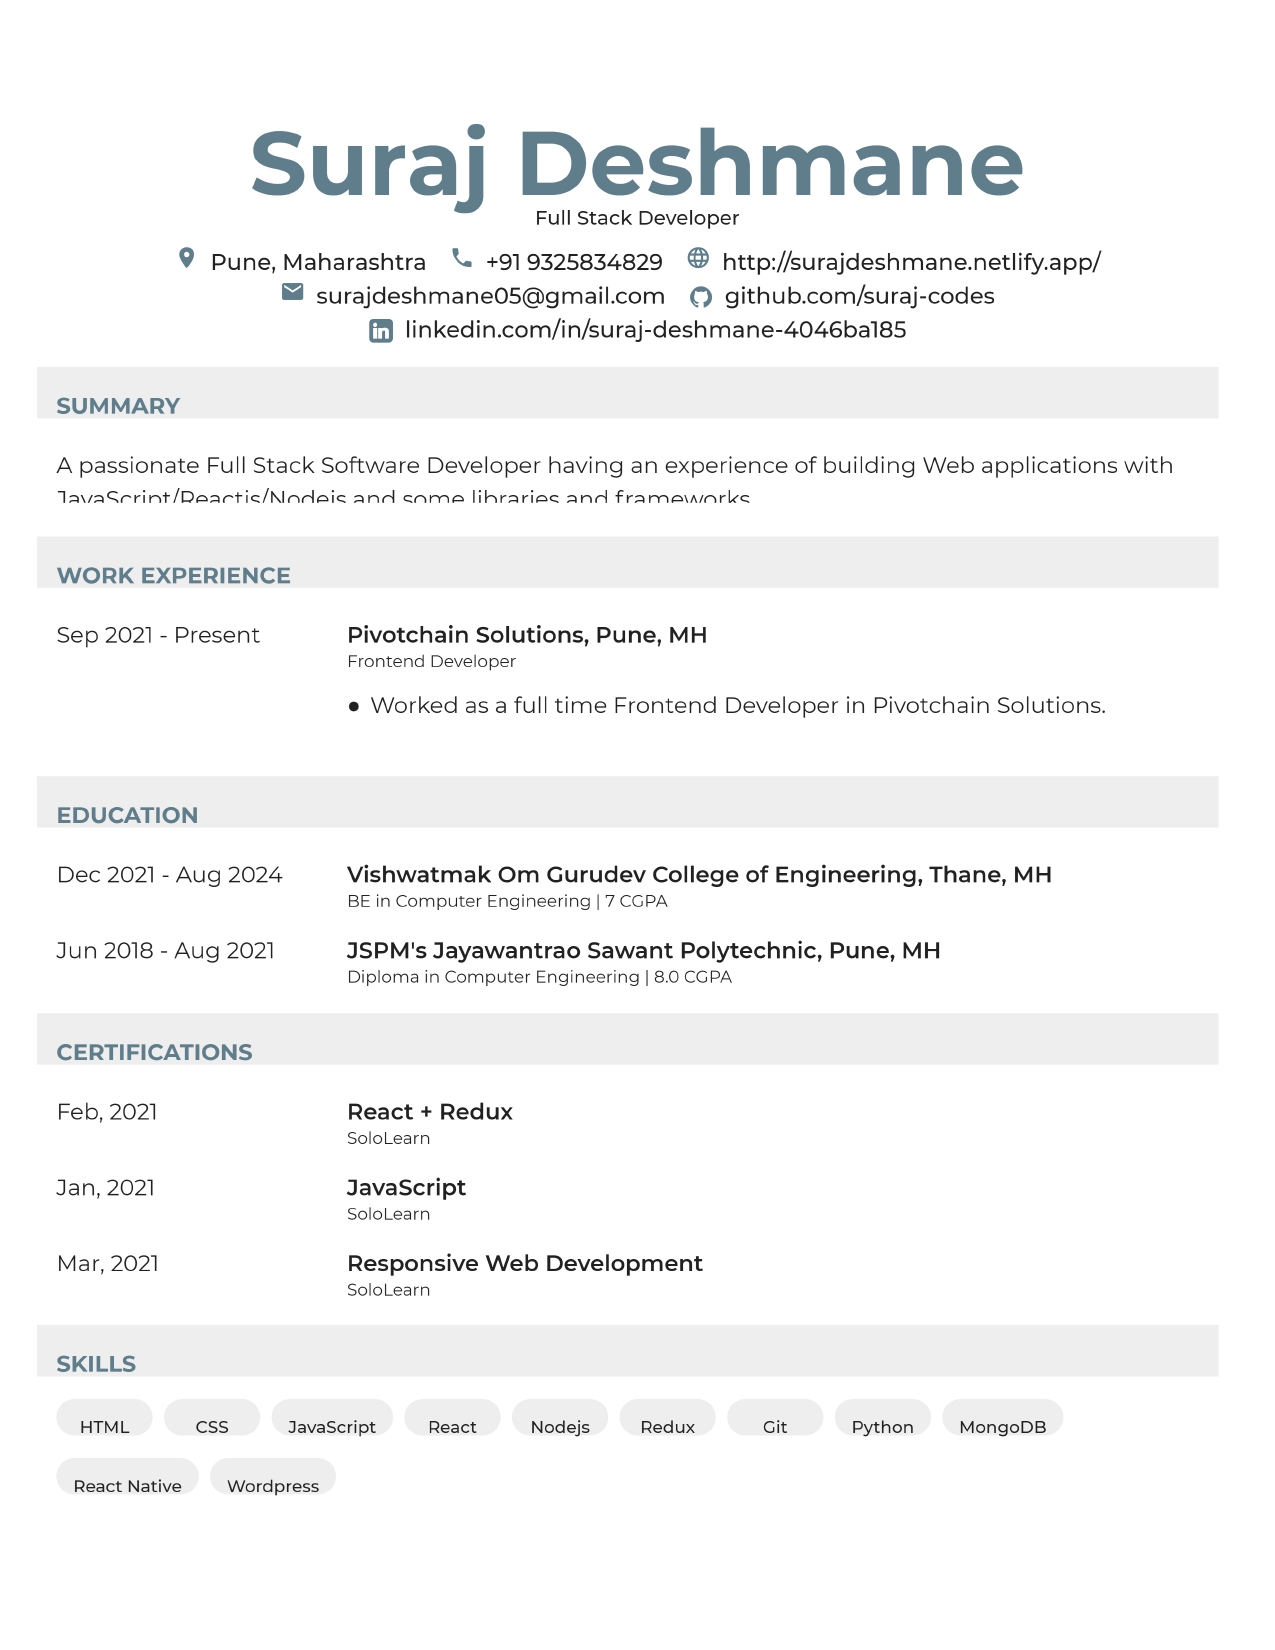 Suraj Deshmane
Full Stack Developer
Pune, Maharashtra +91 9325834829 http://surajdeshmane.netlify.app/
surajdeshmane05@gmail.com github.com/suraj-codes
linkedin.com/in/suraj-deshmane-4046ba185
SUMMARY
A passionate Full Stack Software Developer having an experience of building Web applications with
JavaScript/Reactjs/Nodejs and some libraries and frameworks
WORK EXPERIENCE
Sep 2021 - Present Pivotchain Solutions, Pune, MH
Frontend Developer
● Worked as a full time Frontend Developer in Pivotchain Solutions.
EDUCATION
Dec 2021 - Aug 2024 Vishwatmak Om Gurudev College of Engineering, Thane, MH
BE in Computer Engineering | 7 CGPA
Jun 2018 - Aug 2021 JSPM's Jayawantrao Sawant Polytechnic, Pune, MH
Diploma in Computer Engineering | 8.0 CGPA
CERTIFICATIONS
Feb, 2021 React + Redux
SoloLearn
Jan, 2021 JavaScript
SoloLearn
Mar, 2021 Responsive Web Development
SoloLearn
SKILLS
HTML CSS JavaScript React Nodejs Redux Git Python MongoDB
React Native Wordpress